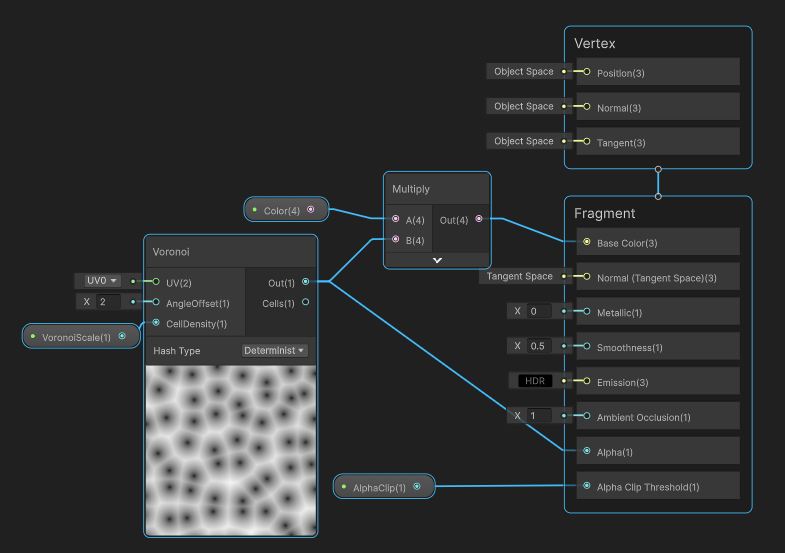 Vertex
Object Space Position(3)
Object Space Normal(3)
Object Space Tangent(3)
Multiply
Color(4)
A(4) Out(4)
B(4)
Fragment
Base Color(3)
Tangent Space Normal (Tangent Space)(3)
X 0 Metallic(1)
X 0.5 Smoothness(1)
HDR Emission(3)
X 1 Ambient Occlusion(1)
Alpha(1)
AlphaClip(1) Alpha Clip Threshold(1)
Voronoi
UV0 UV(2) Out(1)
X 2 AngleOffset(1) Cells(1)
VoronoiScale(1) CellDensity(1)
Hash Type Determinist